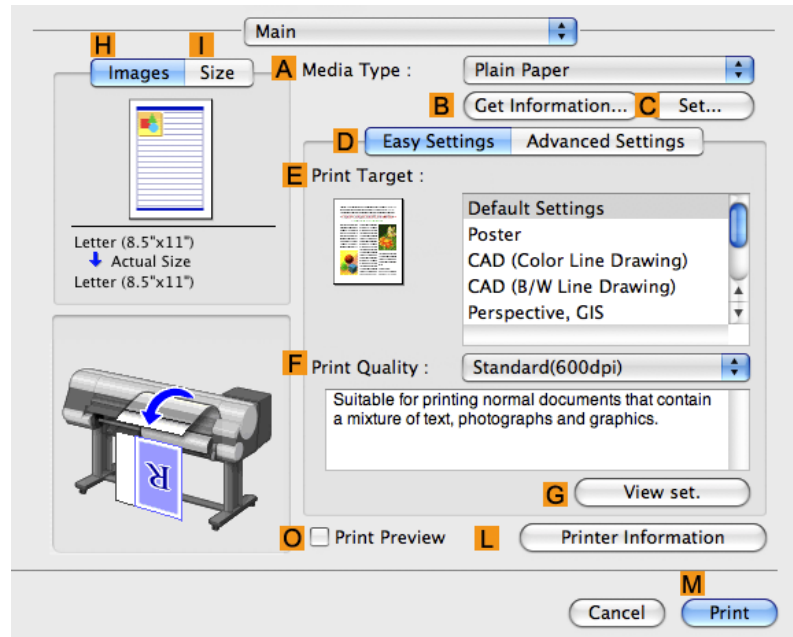 Main
H
I
Images Size
A Media Type : Plain Paper
B Get Information... C Set...
D Easy Settings Advanced Settings
E Print Target :
Default Settings
Poster
CAD (Color Line Drawing)
CAD (B/W Line Drawing)
Perspective, GIS
Letter (8.5"x11")
Actual Size
Letter (8.5"x11")
F Print Quality : Standard(600dpi)
Suitable for printing normal documents that contain
a mixture of text, photographs and graphics.
R
G View set.
O Print Preview L Printer Information
M
Cancel Print